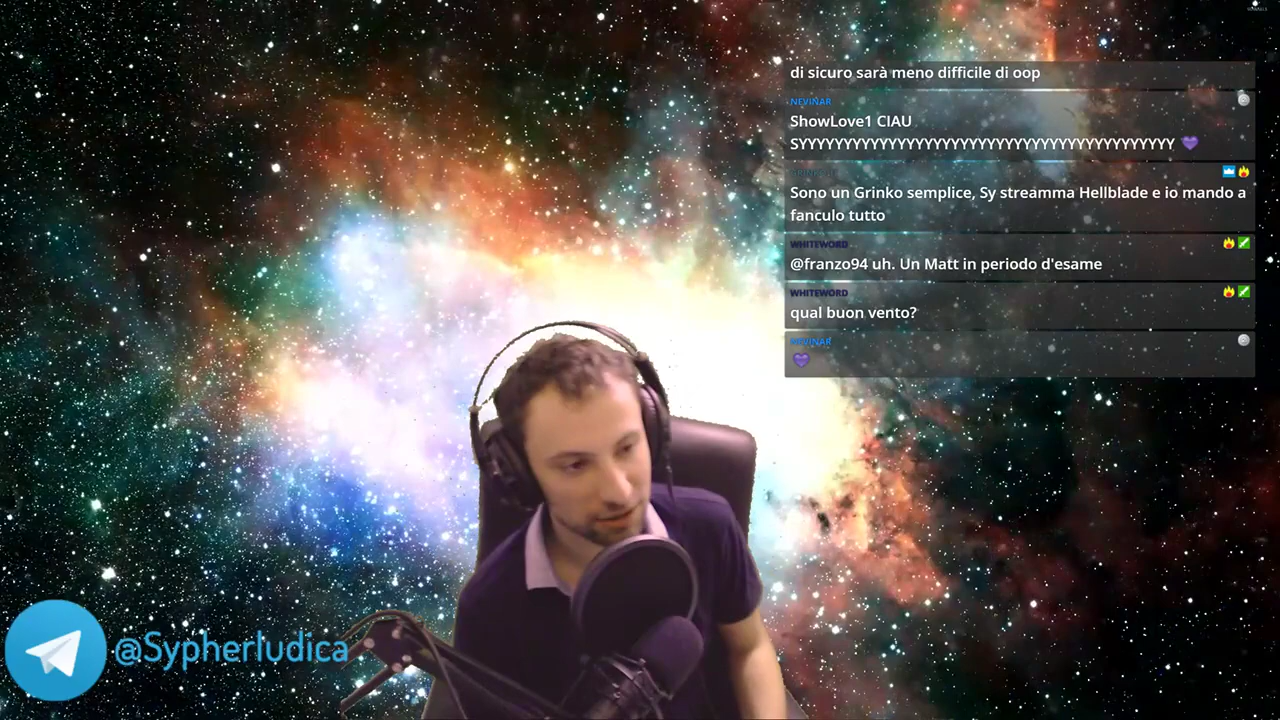 di sicuro sarà meno difficile di oop
NEVINAR
ShowLove1 CIAU
SYYYYYYYYYYYYYYYYYYYYYYYYYYYYYYYYYYYYYYYYY
Sono un Grinko semplice, Sy streamma Hellblade e io mando a
fanculo tutto
WHITEWORD
@franzo94 uh. Un Matt in periodo d'esame
WHITEWORD
qual buon vento?
NEVINAR
@Sypherludica